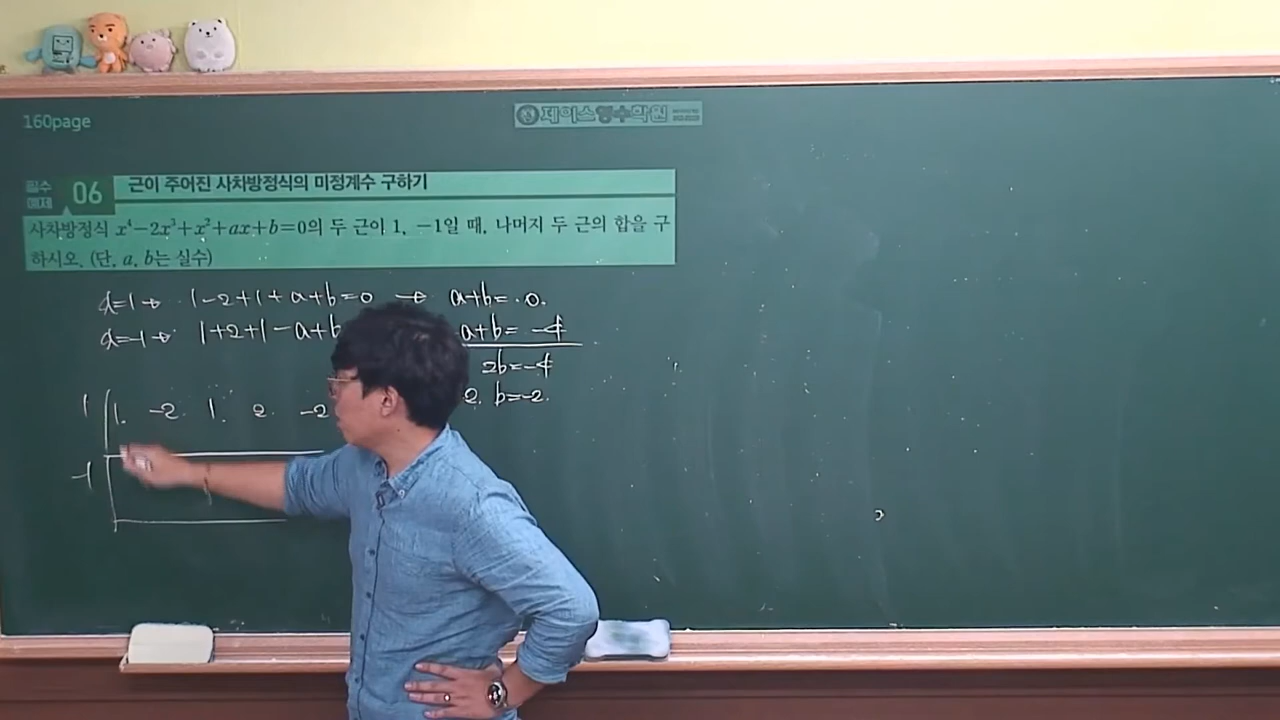 160page
제이스영수학원
필수 예제 06 근이 주어진 사차방정식의 미정계수 구하기
사차방정식 x⁴−2x³+x²+ax+b=0의 두 근이 1, −1일 때, 나머지 두 근의 합을 구
하시오. (단, a, b는 실수)
x=1→ 1-2+1+a+b=0 → a+b=0.
x=-1→ 1+2+1-a+b a+b= -4
2b=-4
2. b=-2.
1 1. -2 1. 2. -2
-1